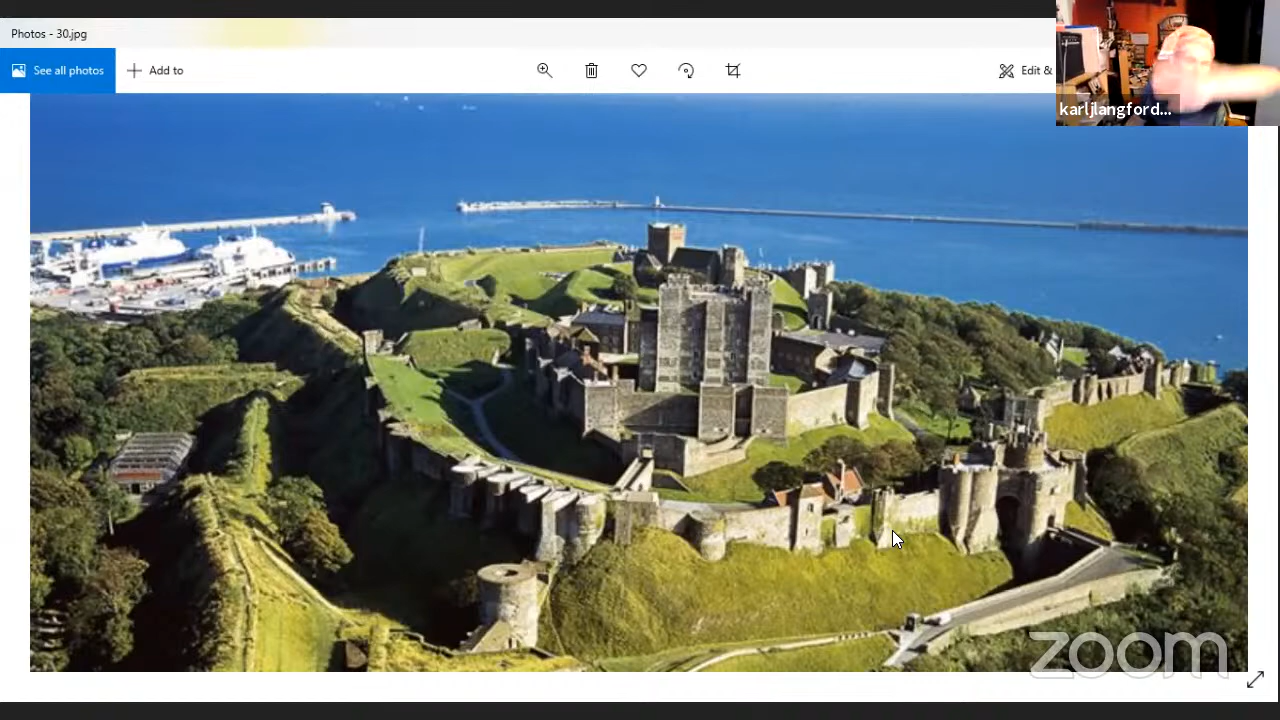 Photos - 30.jpg
See all photos
Add to
Edit &
karljlangford...
zoom